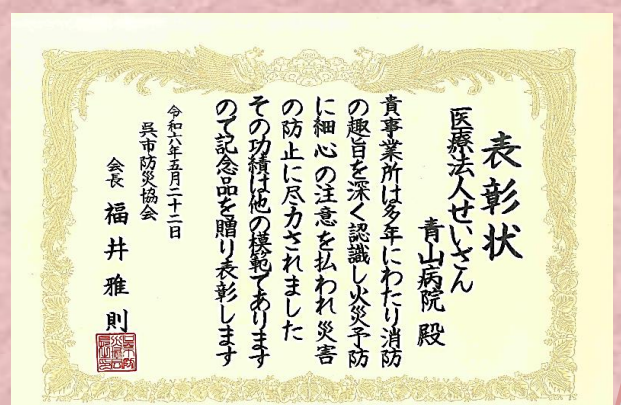 表彰状
医療法人せいざん
青山病院 殿
貴事業所は多年にわたり消防
の趣旨を深く認識し火災予防
に細心の注意を払われ災害
の防止に尽力されました
その功績は他の模範であります
ので記念品を贈り表彰します
令和六年五月二十二日
呉市防災協会
会長 福井雅則